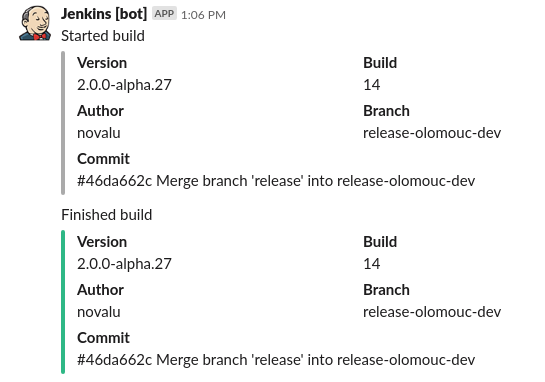 Jenkins [bot] APP 1:06 PM
Started build
Version Build
2.0.0-alpha.27 14
Author Branch
novalu release-olomouc-dev
Commit
#46da662c Merge branch 'release' into release-olomouc-dev
Finished build
Version Build
2.0.0-alpha.27 14
Author Branch
novalu release-olomouc-dev
Commit
#46da662c Merge branch 'release' into release-olomouc-dev